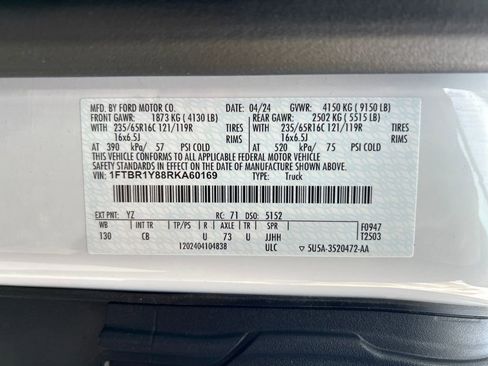 MFD. BY FORD MOTOR CO. 04/24 GVWR: 4150 KG ( 9150 LB)
FRONT GAWR: 1873 KG ( 4130 LB) REAR GAWR: 2502 KG ( 5515 LB)
WITH 235/65R16C 121/119R TIRES WITH 235/65R16C 121/119R TIRES
16x6.5J RIMS 16x6.5J RIMS
AT 390 kPa/ 57 PSI COLD AT 520 kPa/ 75 PSI COLD
THIS VEHICLE CONFORMS TO ALL APPLICABLE FEDERAL MOTOR VEHICLE
SAFETY STANDARDS IN EFFECT ON THE DATE OF MANUFACTURE SHOWN ABOVE.
VIN: 1FTBR1Y88RKA60169 TYPE: Truck
EXT PNT: YZ RC: 71 DSO: 5152
WB INT TR TP/PS R AXLE TR SPR F0947
130 CB U 73 U JJHH T2503
1202404104838 ULC 5U5A-3520472-AA